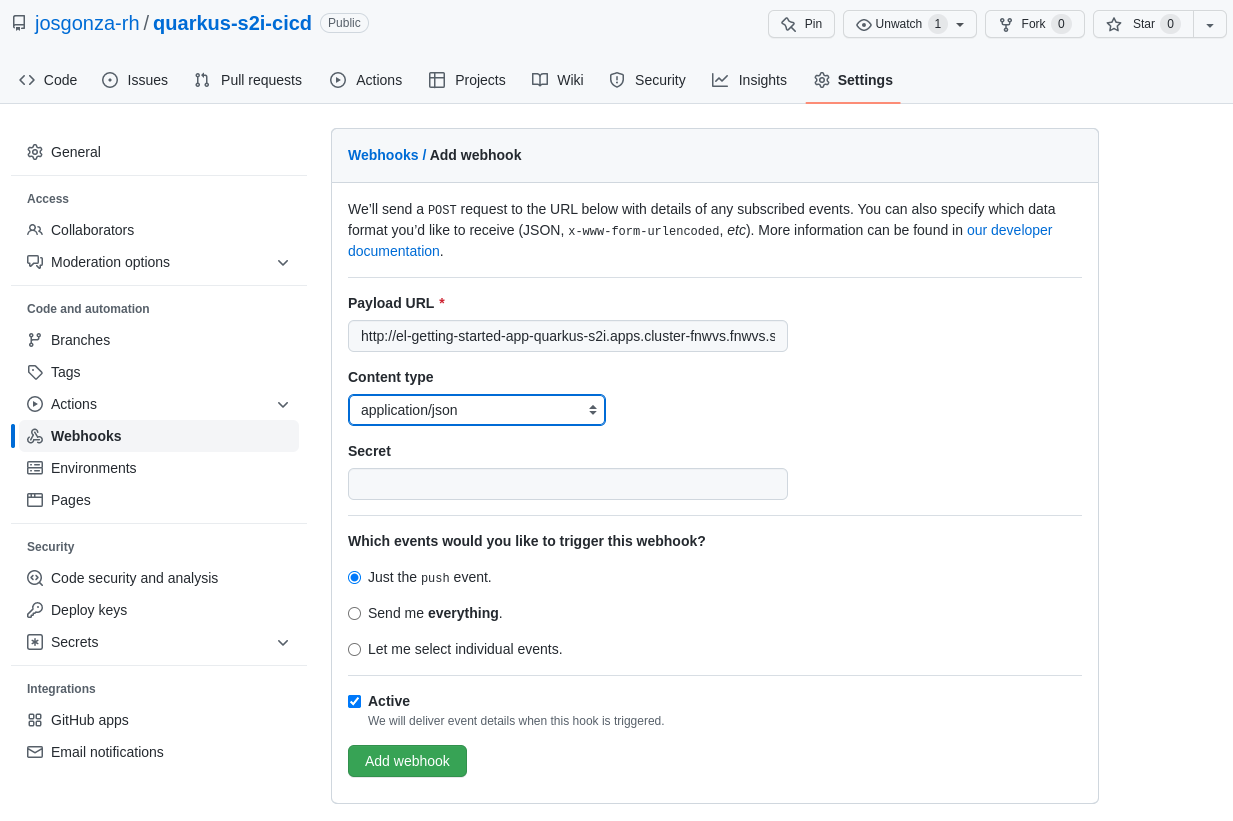 josgonza-rh / quarkus-s2i-cicd Public
Pin
Unwatch 1
Fork 0
Star 0
Code
Issues
Pull requests
Actions
Projects
Wiki
Security
Insights
Settings
General
Access
Collaborators
Moderation options
Code and automation
Branches
Tags
Actions
Webhooks
Environments
Pages
Security
Code security and analysis
Deploy keys
Secrets
Integrations
GitHub apps
Email notifications
Webhooks / Add webhook
We’ll send a POST request to the URL below with details of any subscribed events. You can also specify which data
format you’d like to receive (JSON, x-www-form-urlencoded, etc). More information can be found in our developer
documentation.
Payload URL *
http://el-getting-started-app-quarkus-s2i.apps.cluster-fnwvs.fnwvs.s
Content type
application/json
Secret
Which events would you like to trigger this webhook?
Just the push event.
Send me everything.
Let me select individual events.
Active
We will deliver event details when this hook is triggered.
Add webhook